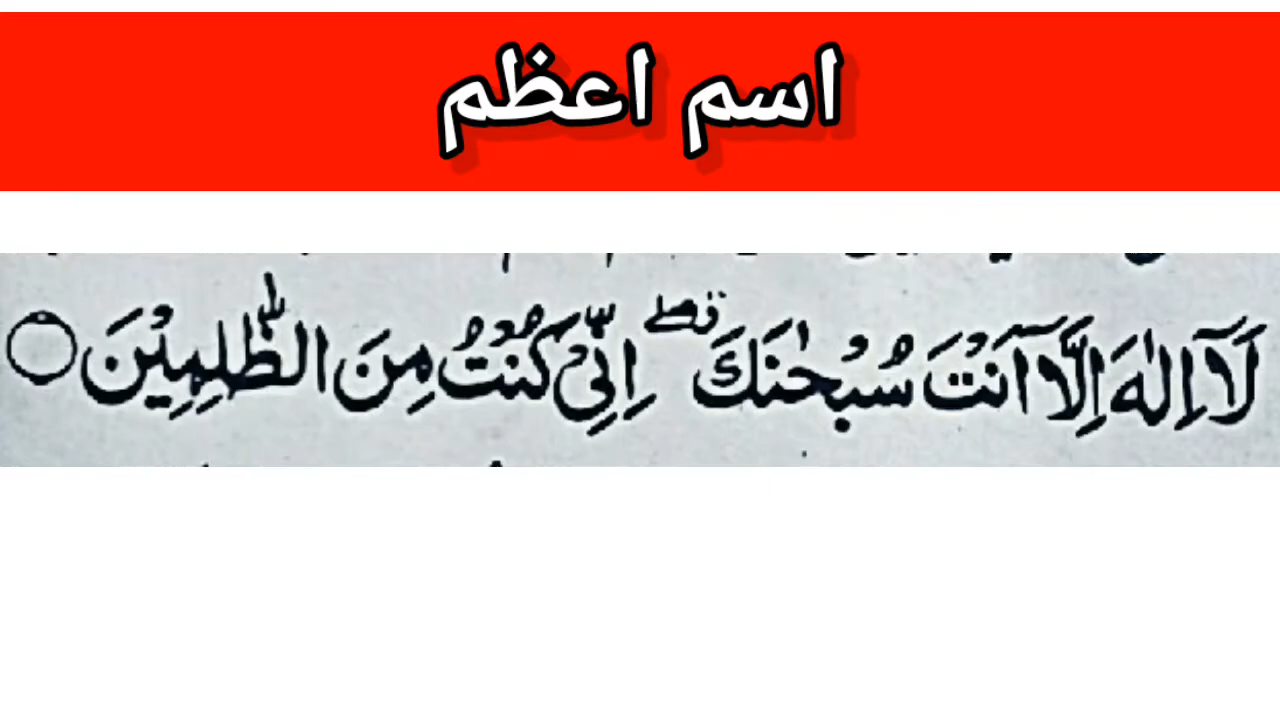 اسم اعظم
لَآ اِلٰهَ اِلَّآ اَنْتَ سُبْحٰنَكَ ۖق اِنِّیْ كُنْتُ مِنَ الظّٰلِمِیْنَ ۝